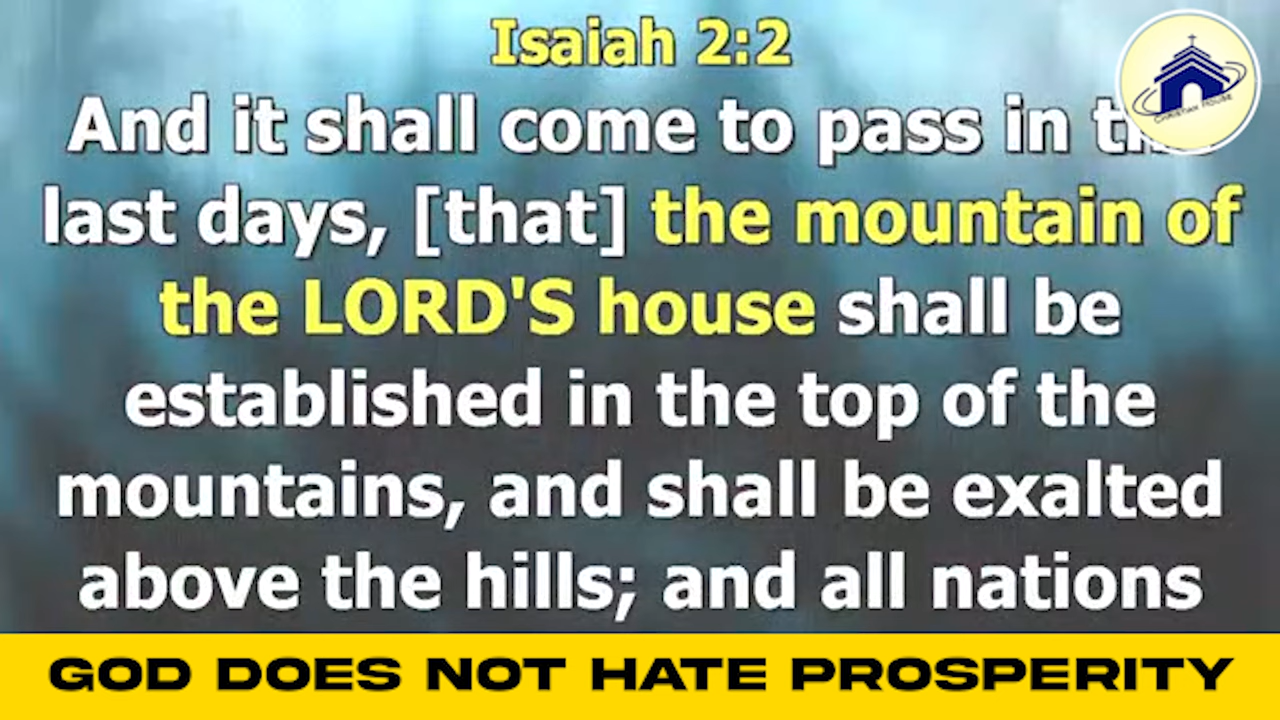 Isaiah 2:2
And it shall come to pass in
last days, [that] the mountain of
the LORD'S house shall be
established in the top of the
mountains, and shall be exalted
above the hills; and all nations
CHRISTIAN HOUSE
GOD DOES NOT HATE PROSPERITY